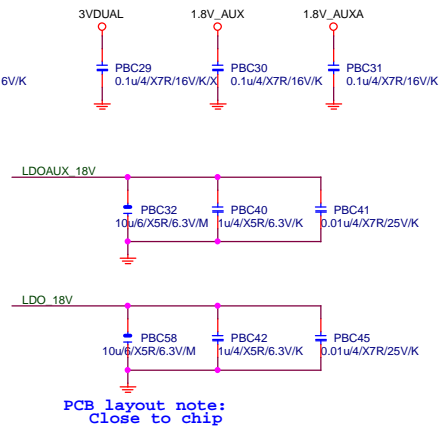 3VDUAL 1.8V_AUX 1.8V_AUXA
PBC29 PBC30 PBC31
6V/K 0.1u/4/X7R/16V/K/X 0.1u/4/X7R/16V/K 0.1u/4/X7R/16V/K
LDOAUX_18V
PBC32 PBC40 PBC41
10u/6/X5R/6.3V/M 1u/4/X5R/6.3V/K 0.01u/4/X7R/25V/K
LDO_18V
PBC58 PBC42 PBC45
10u/6/X5R/6.3V/M 1u/4/X5R/6.3V/K 0.01u/4/X7R/25V/K
PCB layout note:
Close to chip